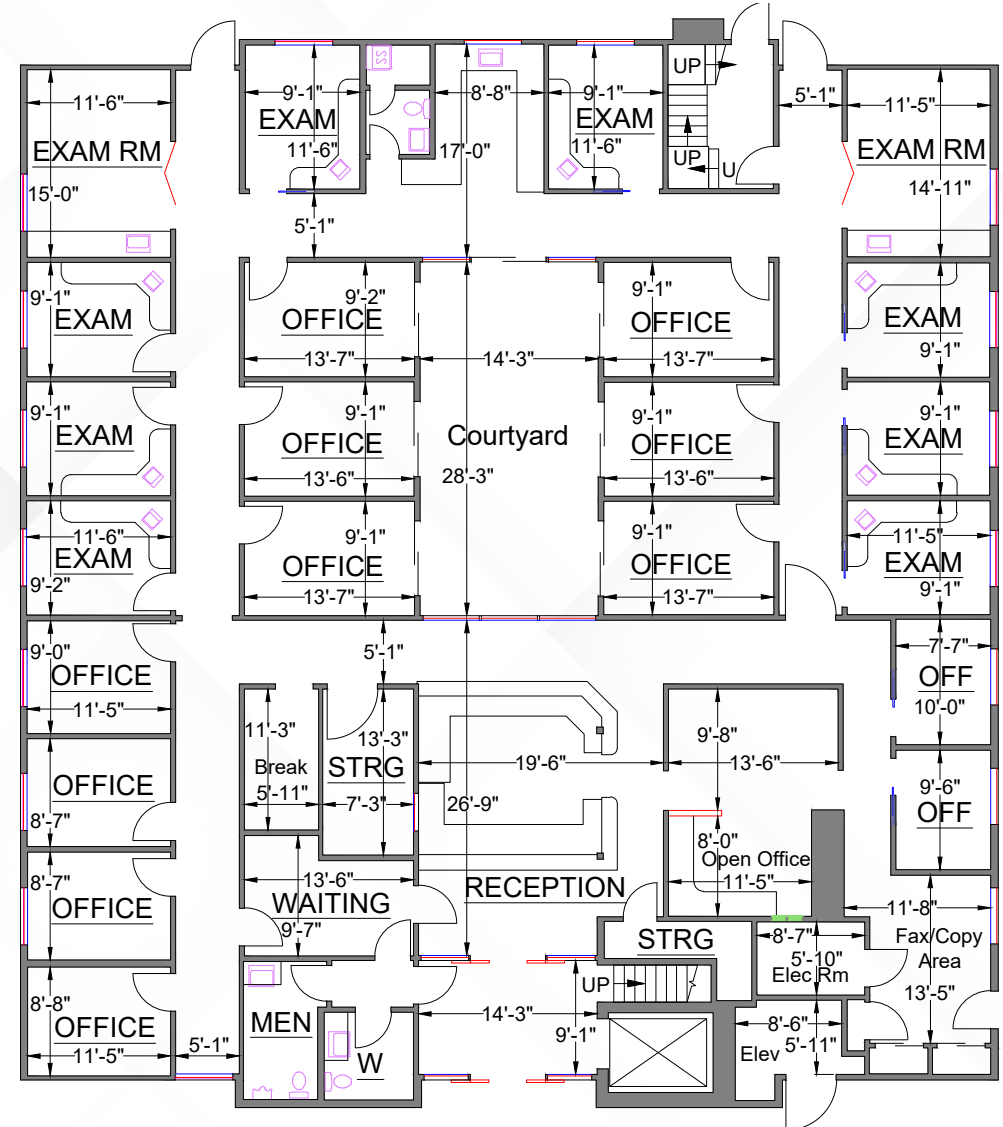 UP
11'-6"
9'-1"
8'-8"
9'-1"
5'-1"
11'-5"
EXAM
EXAM
11'-6"
17'-0"
11'-6"
EXAM RM
EXAM RM
UP
U
15'-0"
14'-11"
5'-1"
9'-1"
9'-2"
9'-1"
EXAM
OFFICE
OFFICE
EXAM
13'-7"
14'-3"
13'-7"
9'-1"
9'-1"
9'-1"
9'-1"
9'-1"
EXAM
OFFICE
Courtyard
OFFICE
EXAM
13'-6"
28'-3"
13'-6"
11'-6"
9'-1"
9'-1"
11'-5"
EXAM
OFFICE
OFFICE
EXAM
9'-2"
13'-7"
13'-7"
9'-1"
9'-0"
5'-1"
7'-7"
OFFICE
OFF
11'-5"
10'-0"
11'-3"
13'-3"
9'-8"
Break
STRG
19'-6"
13'-6"
OFFICE
9'-6"
5'-11"
7'-3"
26'-9"
OFF
8'-7"
8'-0"
Open Office
8'-7"
13'-6"
RECEPTION
11'-5"
OFFICE
WAITING
11'-8"
9'-7"
STRG
8'-7"
Fax/Copy
Area
5'-10"
Elec Rm
8'-8"
UP
13'-5"
OFFICE
MEN
14'-3"
8'-6"
11'-5"
5'-1"
9'-1"
5'-11"
Elev
W